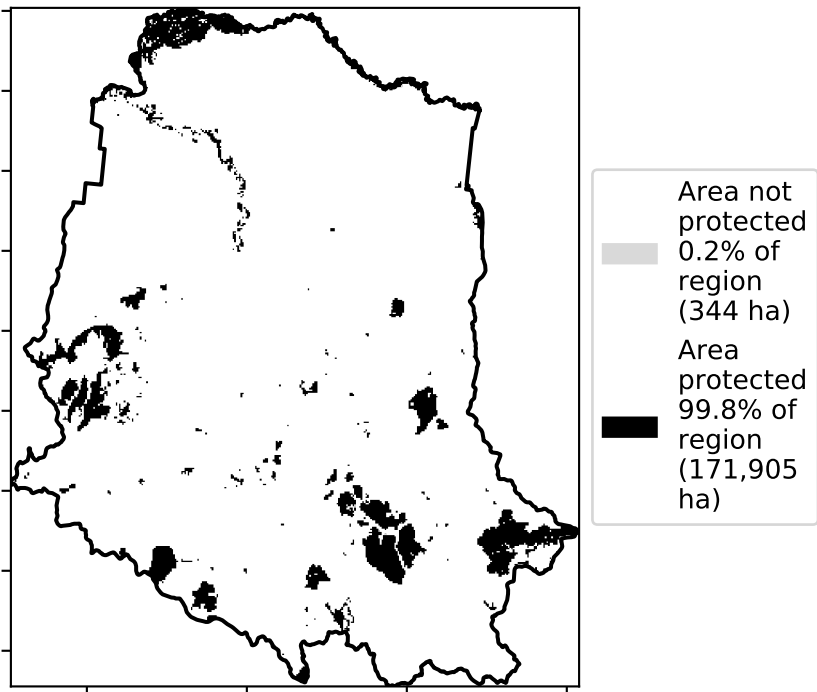 Area not
protected
0.2% of
region
(344 ha)
Area
protected
99.8% of
region
(171,905
ha)